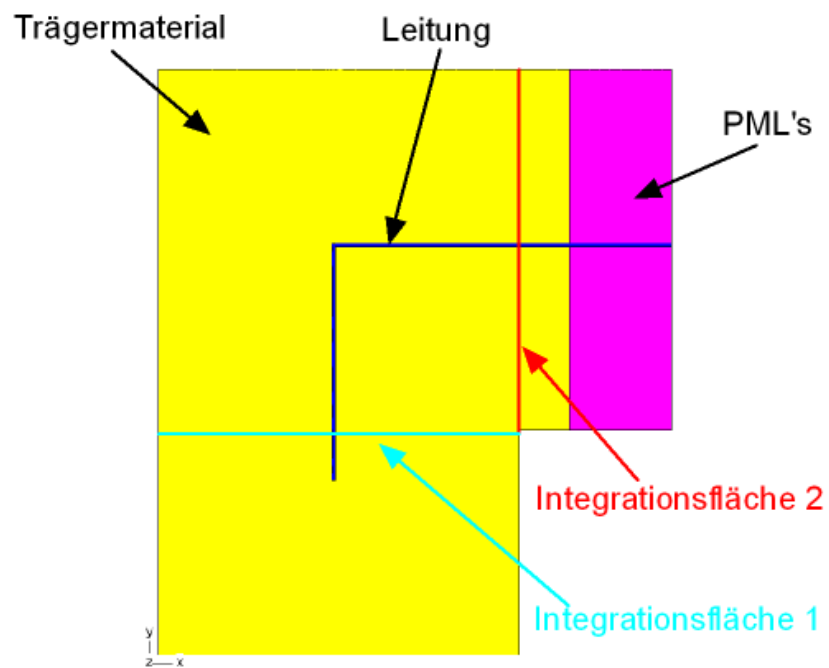 Trägermaterial
Leitung
PML's
Integrationsfläche 2
Integrationsfläche 1
y
z
x